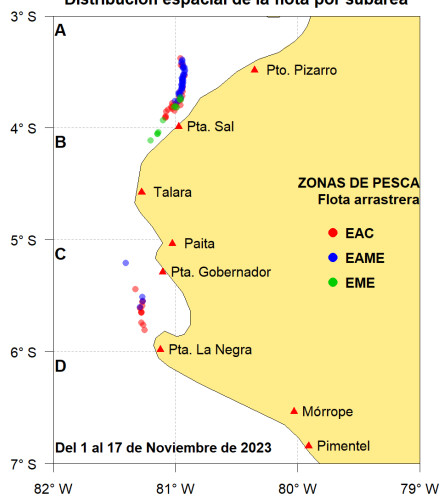 Distribución espacial de la flota por subárea
3° S
A
Pto. Pizarro
4° S
Pta. Sal
B
ZONAS DE PESCA
Talara
Flota arrastrera
EAC
5° S
Paita
C
EAME
Pta. Gobernador
EME
6° S
Pta. La Negra
D
Mórrope
Del 1 al 17 de Noviembre de 2023
Pimentel
7° S
82° W
81° W
80° W
79° W